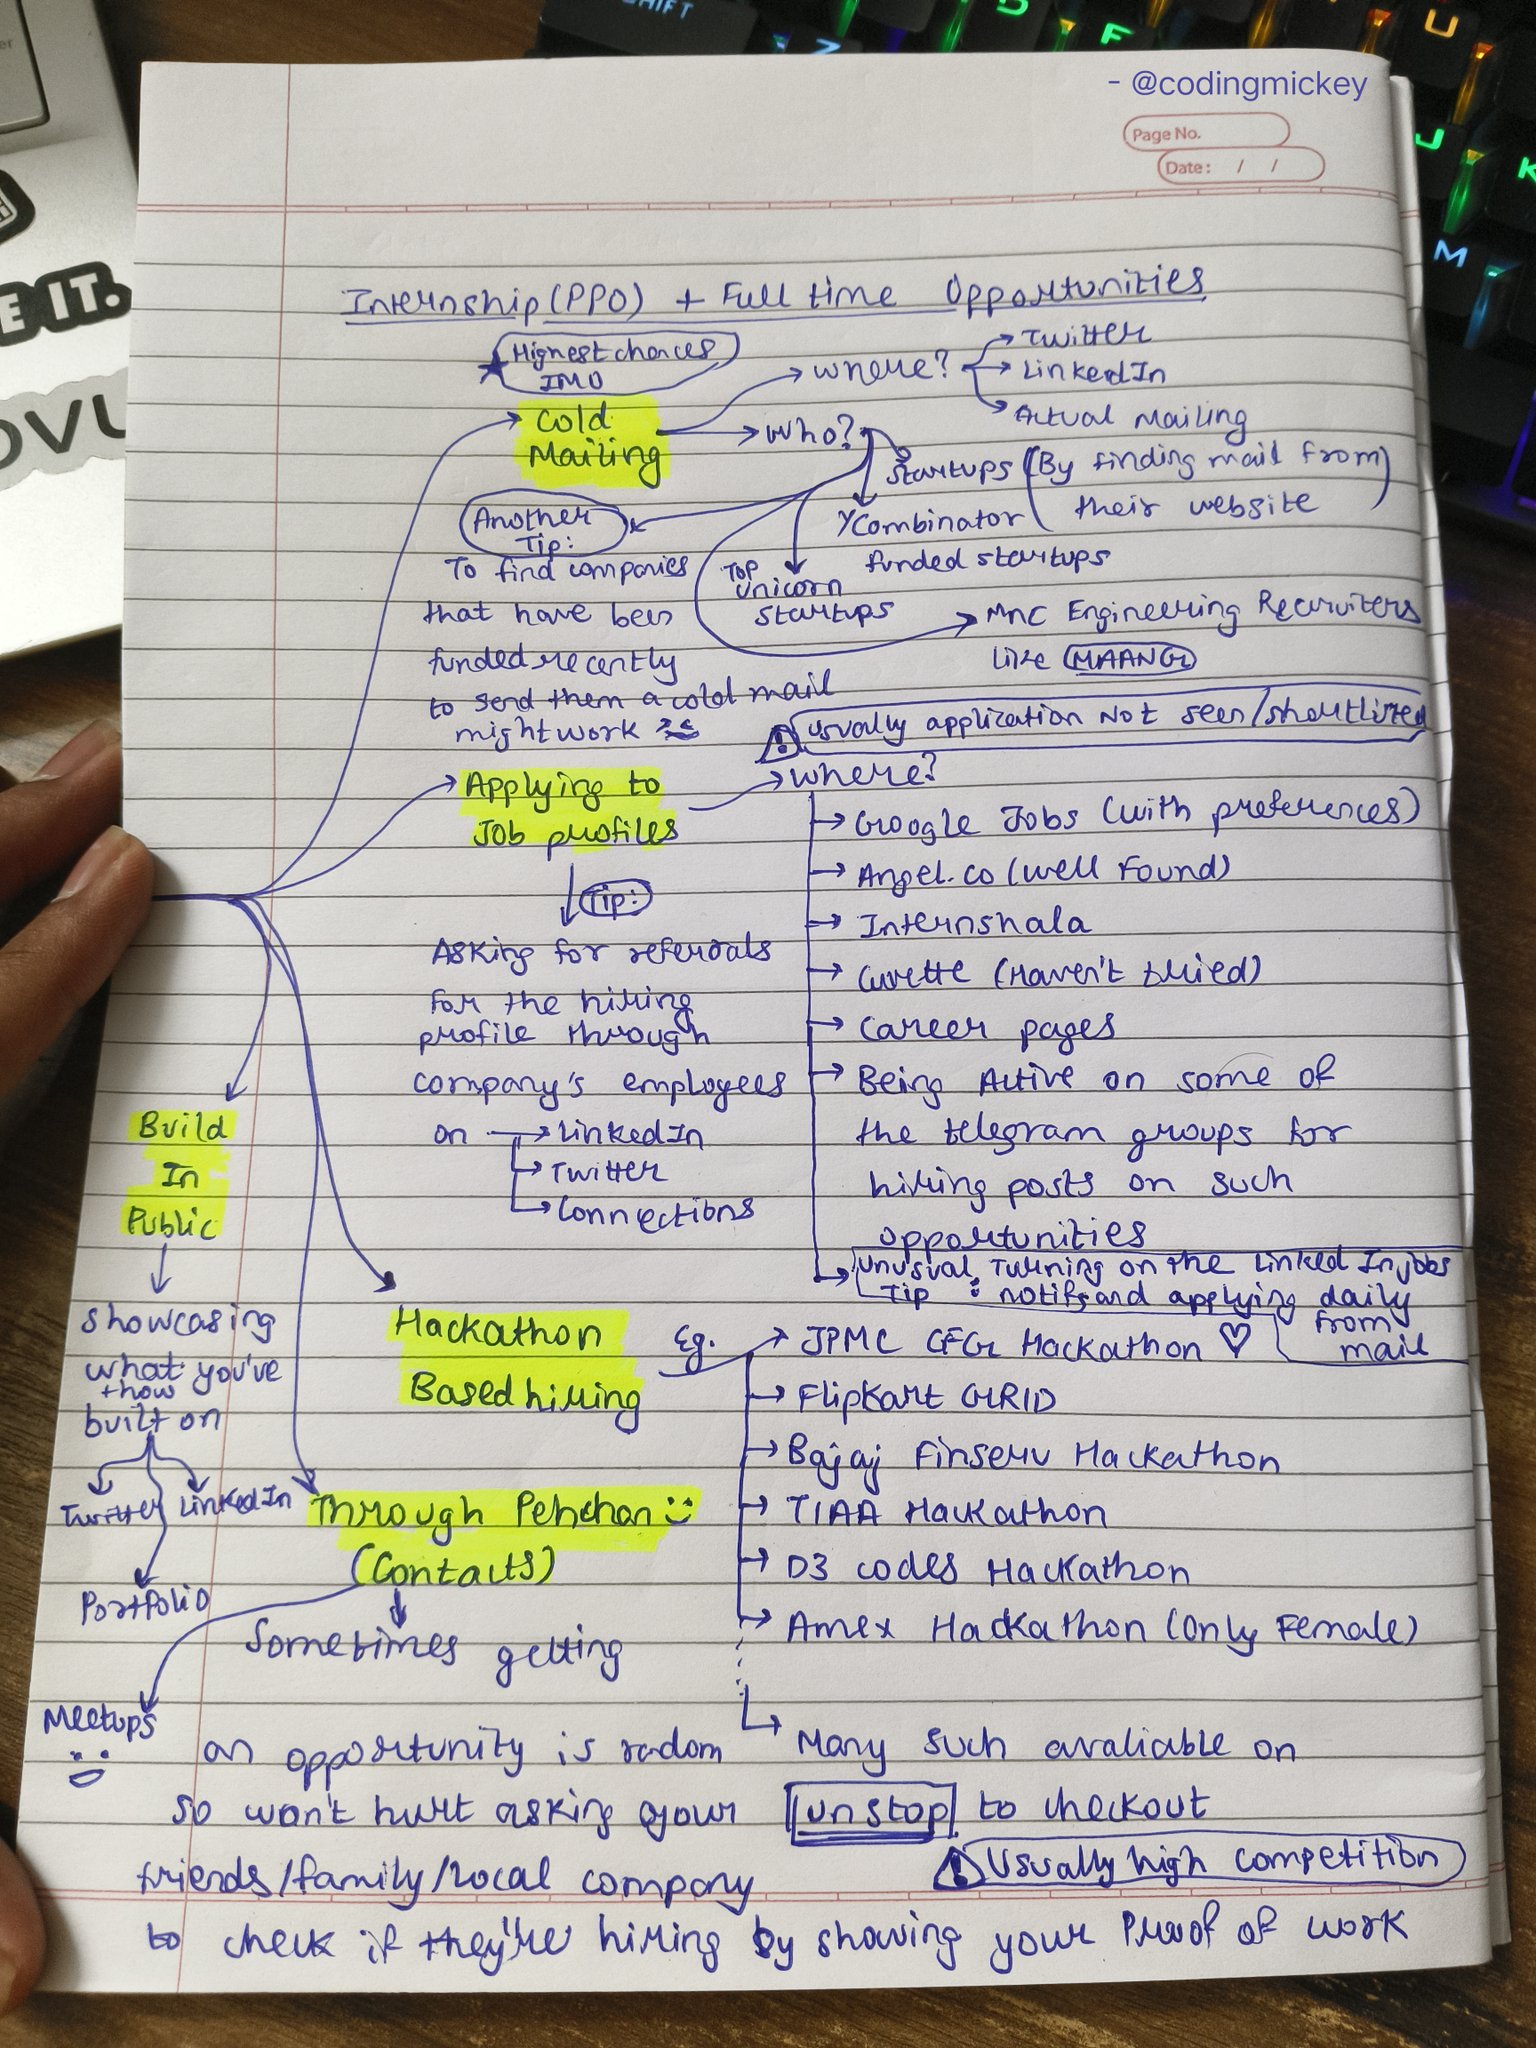 - @codingmickey
Page No.
Date: / /
SHIFT
Z
D
F
U
J
K
M
E IT.
OVU
Internship(PPO) + Full time Opportunities
Highest chances
IMO
Cold
Mailing
Where?
Twitter
LinkedIn
Actual Mailing
Who?
Startups (By finding mail from
their website)
YCombinator
funded startups
Top
Unicorn
startups
MNC Engineering Recruiters
like MAANG
Another
Tip:
To find companies
that have been
funded recently
to send them a cold mail
might work
Usually application Not seen/shortlisted
Applying to
Job profiles
Where?
Google Jobs (with preferences)
Angel.co (Well Found)
Internshala
Cuvette (Haven't tried)
Career pages
Being Active on some of
the telegram groups for
hiring posts on such
opportunities
Unusual Tip: Turning on the LinkedIn jobs
notifs and applying daily
from
mail
Tip:
Asking for referrals
for the hiring
profile through
company's employees
on
LinkedIn
Twitter
Connections
Build
In
Public
showcasing
what you've
+ how
built on
Twitter
LinkedIn
Portfolio
Hackathon
Based hiring
Eg.
JPMC CFG Hackathon ♡
Flipkart GRID
Bajaj Finserv Hackathon
TIAA Hackathon
D3 codes Hackathon
Amex Hackathon (Only Female)
Many such avaliable on
unstop to checkout
Usually high competition
Through Pehchan :)
(Contacts)
Meetups
Sometimes getting
an opportunity is radom
so won't hurt asking your
friends/family/local company
to check if they're hiring by showing your Proof of work